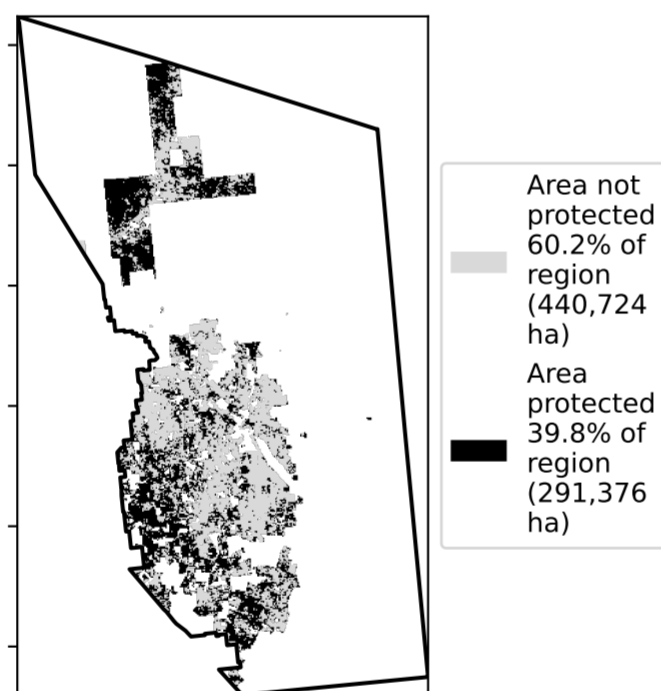 Area not
protected
60.2% of
region
(440,724
ha)
Area
protected
39.8% of
region
(291,376
ha)